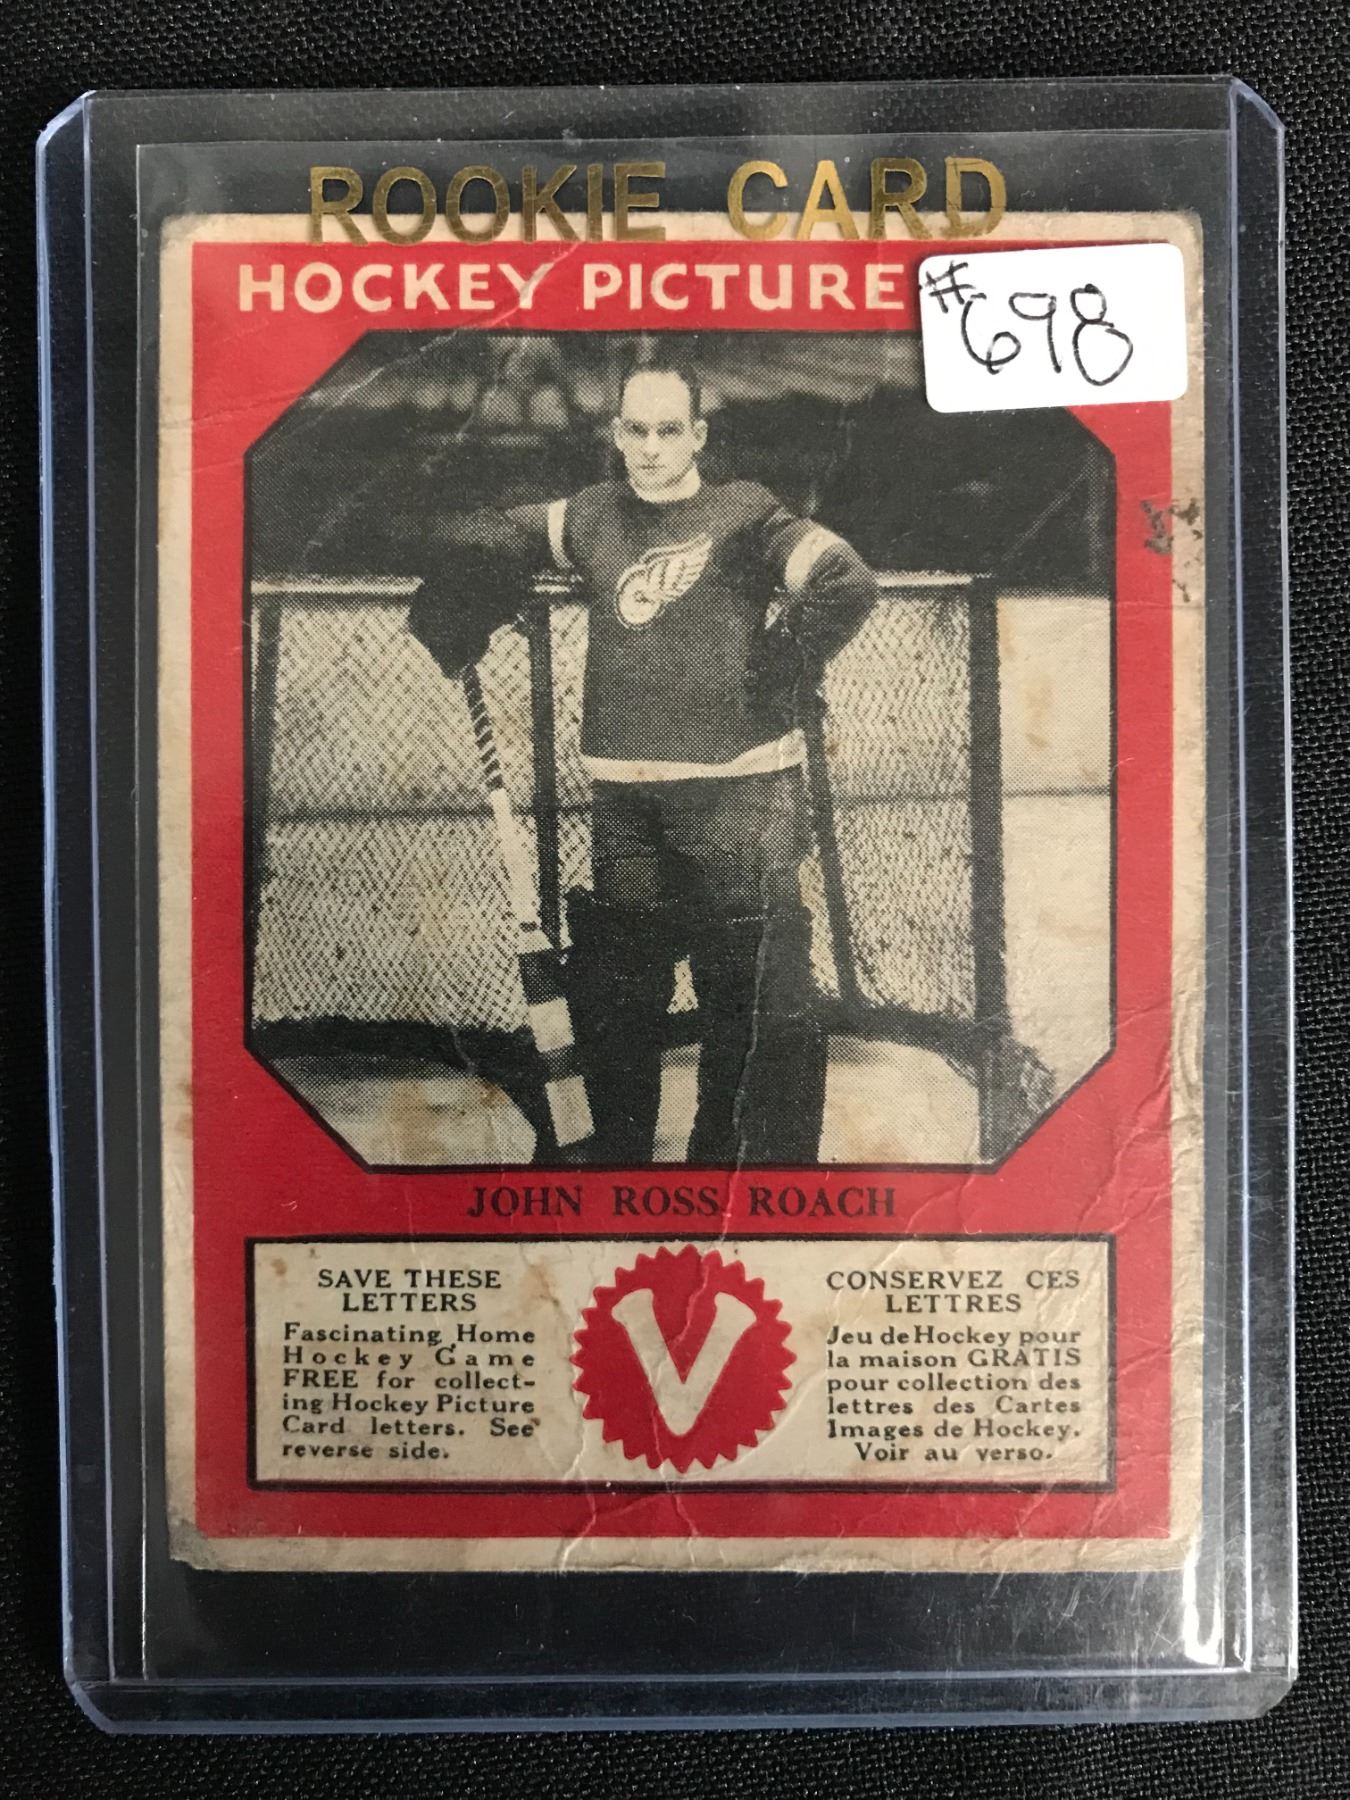 ROOKIE CARD
HOCKEY PICTURE
#698
JOHN ROSS ROACH
SAVE THESE
LETTERS
Fascinating Home
Hockey Game
FREE for collect-
ing Hockey Picture
Card letters. See
reverse side.
V
CONSERVEZ CES
LETTRES
Jeu de Hockey pour
la maison GRATIS
pour collection des
lettres des Cartes
Images de Hockey.
Voir au verso.